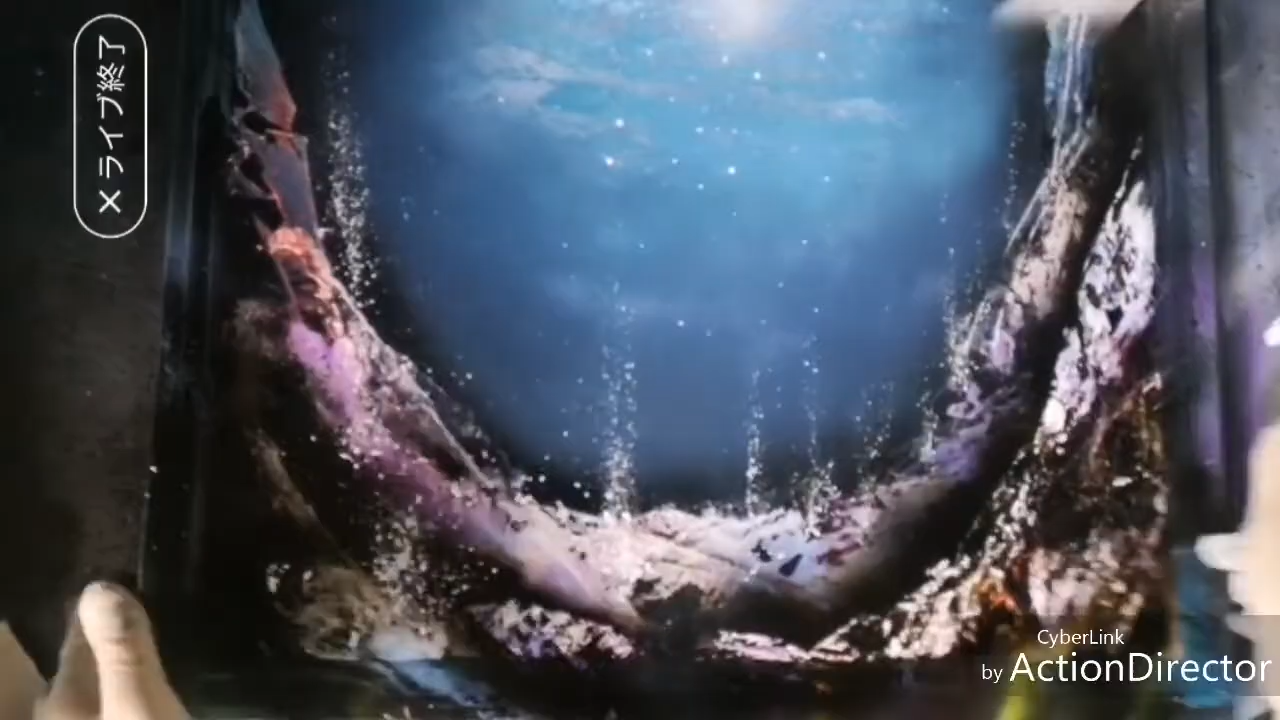 × ライブ終了
CyberLink
by ActionDirector